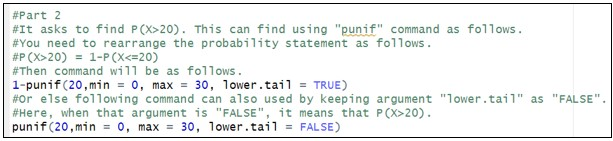 #Part 2
#It asks to find P(X>20). This can find using "punif" command as follows.
#You need to rearrange the probability statement as follows.
#P(X>20) = 1-P(X<=20)
#Then command will be as follows.
1-punif(20,min = 0, max = 30, lower.tail = TRUE)
#Or else following command can also used by keeping argument "lower.tail" as "FALSE".
#Here, when that argument is "FALSE", it means that P(X>20).
punif(20,min = 0, max = 30, lower.tail = FALSE)